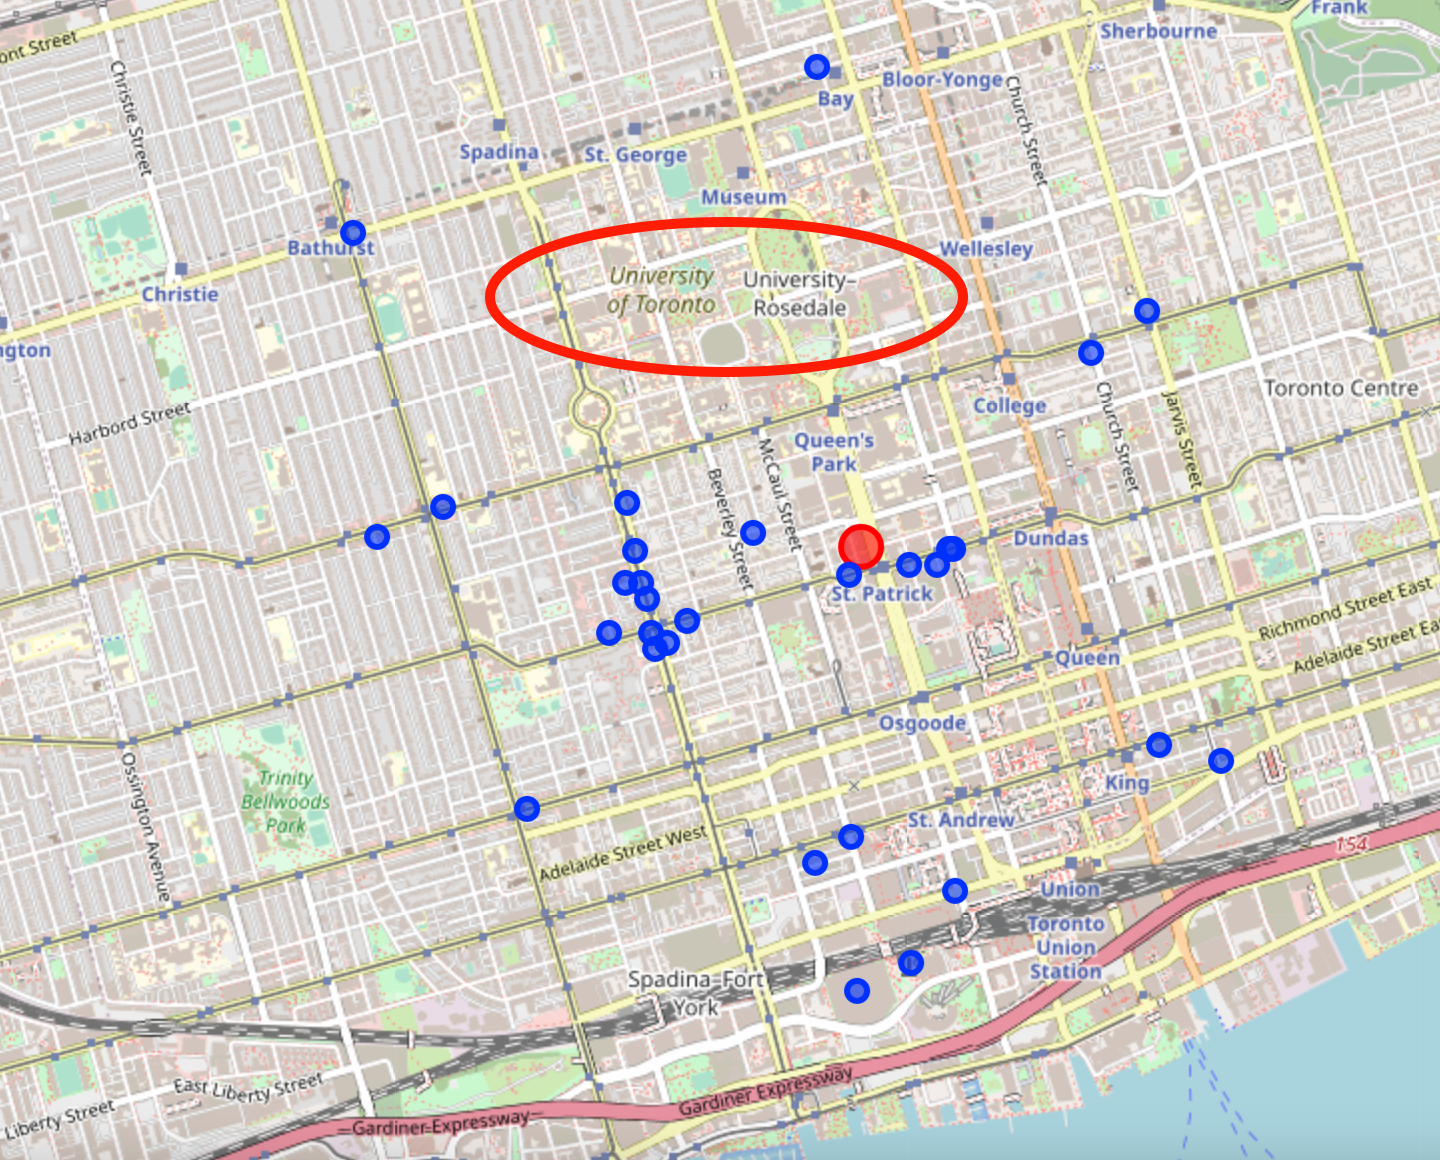 Frank
Sherbourne
ont Street
Christie Street
Bloor-Yonge
Bay
Church Street
Spadina
St. George
Museum
Bathurst
Wellesley
University
of Toronto
University–
Rosedale
Christie
ngton
Harbord Street
College
Toronto Centre
Church Street
Jarvis Street
Queen's
Park
McCaul Street
Beverley Street
Dundas
St. Patrick
Richmond Street East
Adelaide Street Eas
Queen
Osgoode
Ossington Avenue
Trinity
Bellwoods
Park
King
St. Andrew
Adelaide Street West
154
Union
Toronto
Union
Station
Spadina–Fort
York
East Liberty Street
Liberty Street
Gardiner Expressway
Gardiner Expressway